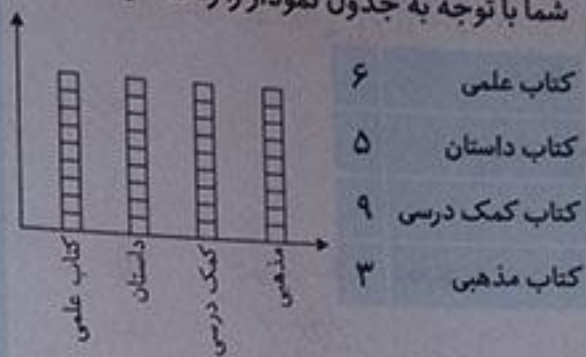 شما با توجه به جدول نمودار را
کتاب علمی ۶
کتاب داستان ۵
کتاب کمک درسی ۹
کتاب مذهبی ۳
کتاب علمی
داستان
کمک درسی
مذهبی